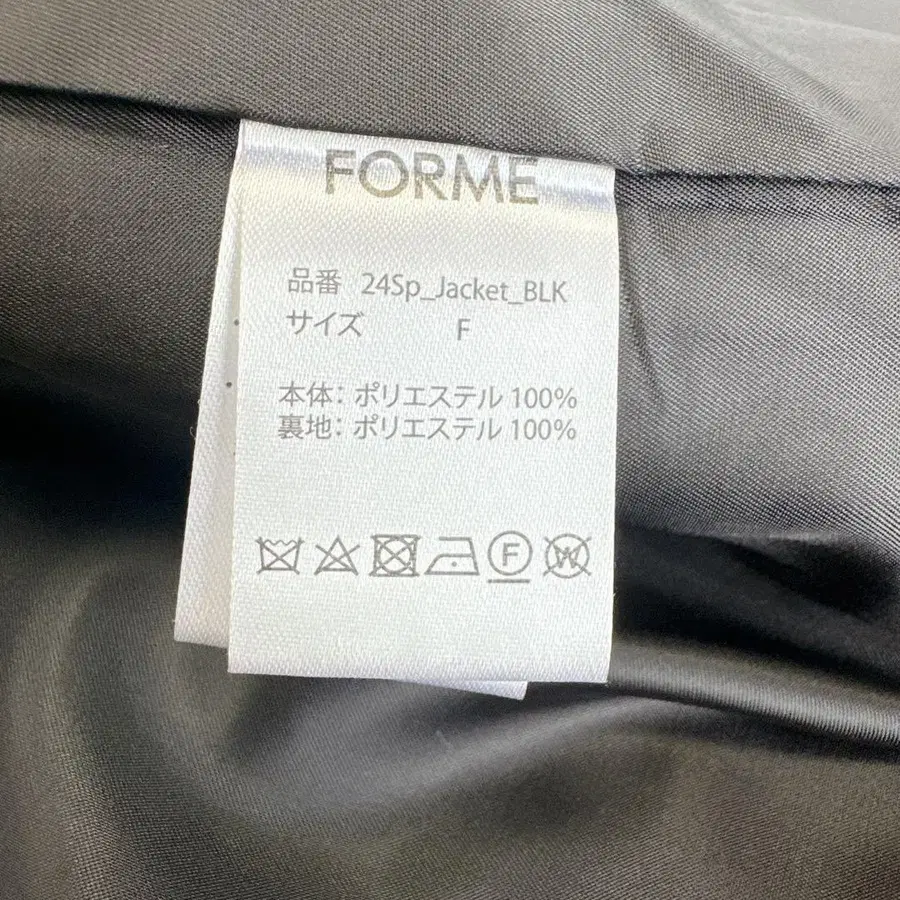 FORME
品番 24Sp_Jacket_BLK
サイズ F
本体: ポリエステル 100%
裏地: ポリエステル 100%
F W